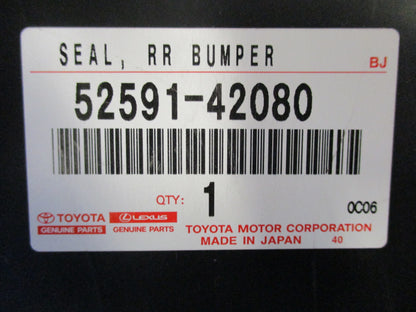 SEAL, RR BUMPER BJ
52591-42080
QTY: 1 0C06
TOYOTA LEXUS TOYOTA MOTOR CORPORATION
GENUINE PARTS GENUINE PARTS MADE IN JAPAN 40